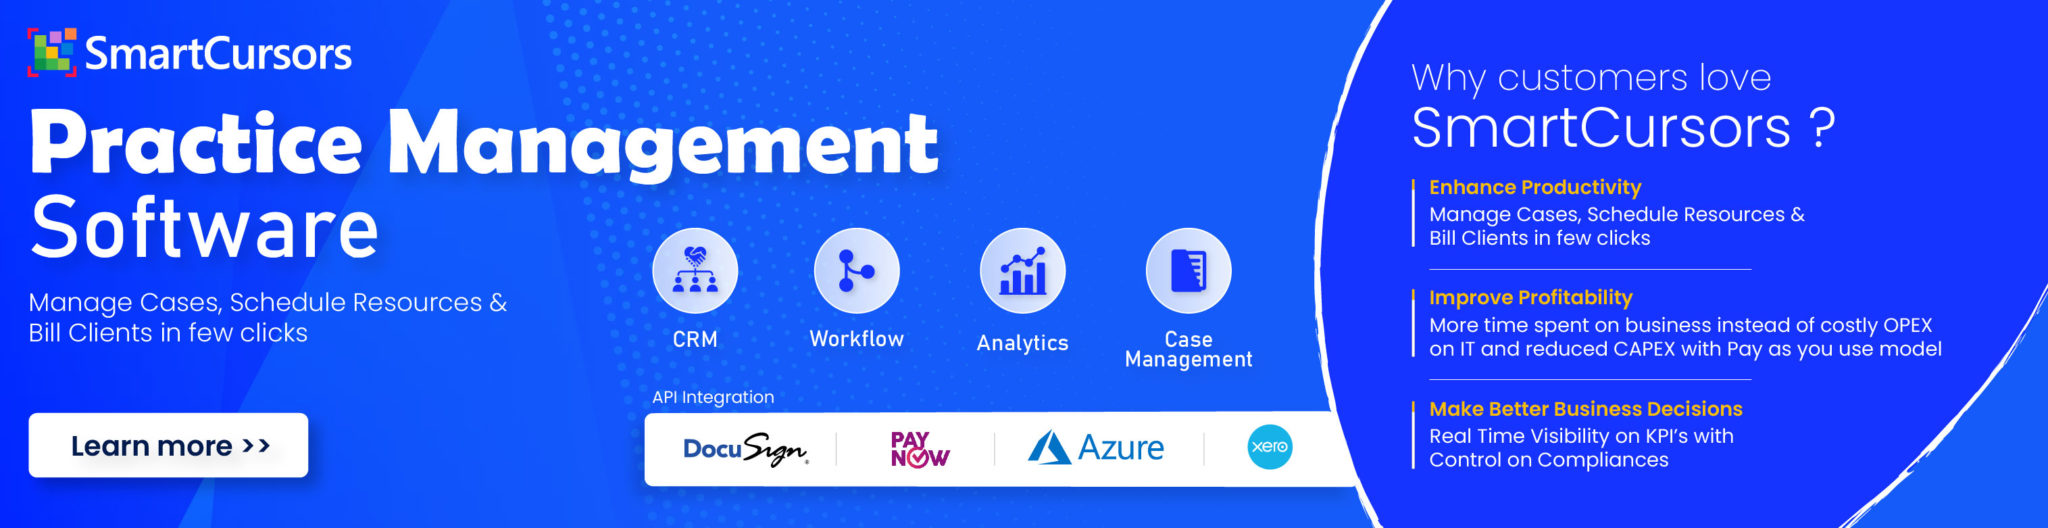 SmartCursors
Practice Management
Software
Manage Cases, Schedule Resources &
Bill Clients in few clicks
Learn more >>
CRM
Workflow
Analytics
Case
Management
API Integration
DocuSign®
PAY
NOW
Azure
xero
Why customers love
SmartCursors ?
Enhance Productivity
Manage Cases, Schedule Resources &
Bill Clients in few clicks
Improve Profitability
More time spent on business instead of costly OPEX
on IT and reduced CAPEX with Pay as you use model
Make Better Business Decisions
Real Time Visibility on KPI's with
Control on Compliances